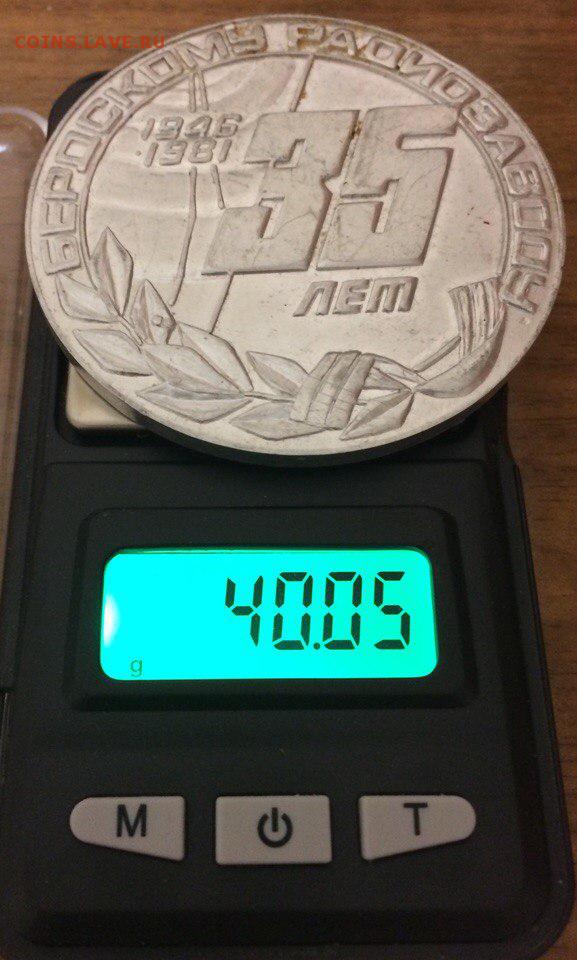 COINS.LAVE.RU
БЕРДСКОМУ РАДИОЗАВОДУ
1946
1981
35
ЛЕТ
40.05
g
M
T